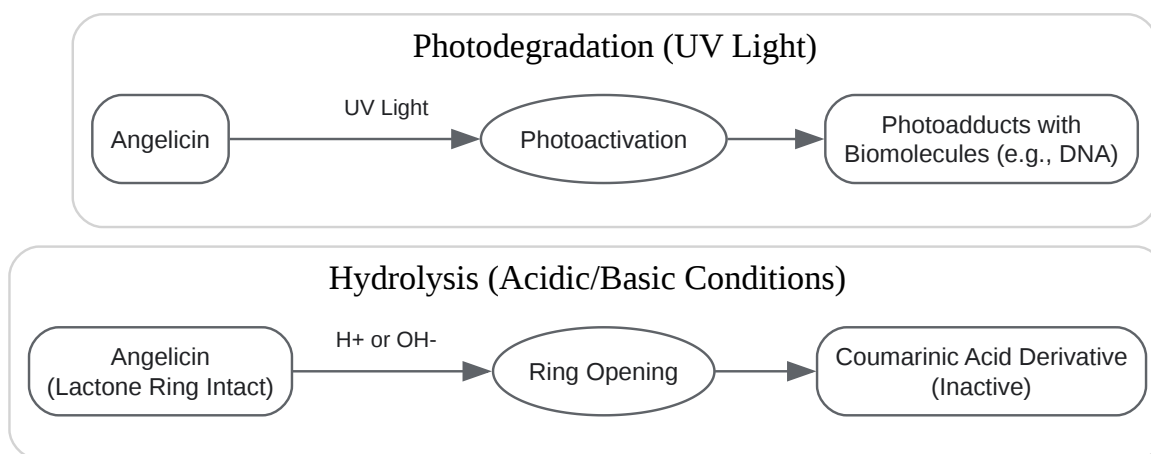 Photodegradation (UV Light)
Angelicin
UV Light
Photoactivation
Photoadducts with
Biomolecules (e.g., DNA)
Hydrolysis (Acidic/Basic Conditions)
Angelicin
(Lactone Ring Intact)
H+ or OH-
Ring Opening
Coumarinic Acid Derivative
(Inactive)